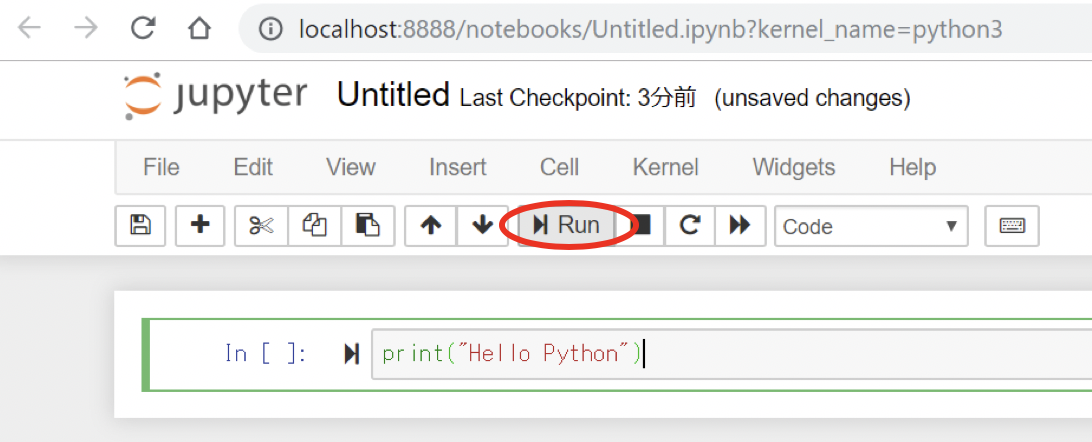 localhost:8888/notebooks/Untitled.ipynb?kernel_name=python3
jupyter Untitled Last Checkpoint: 3分前 (unsaved changes)
File Edit View Insert Cell Kernel Widgets Help
Run Code
In [ ]: print("Hello Python")